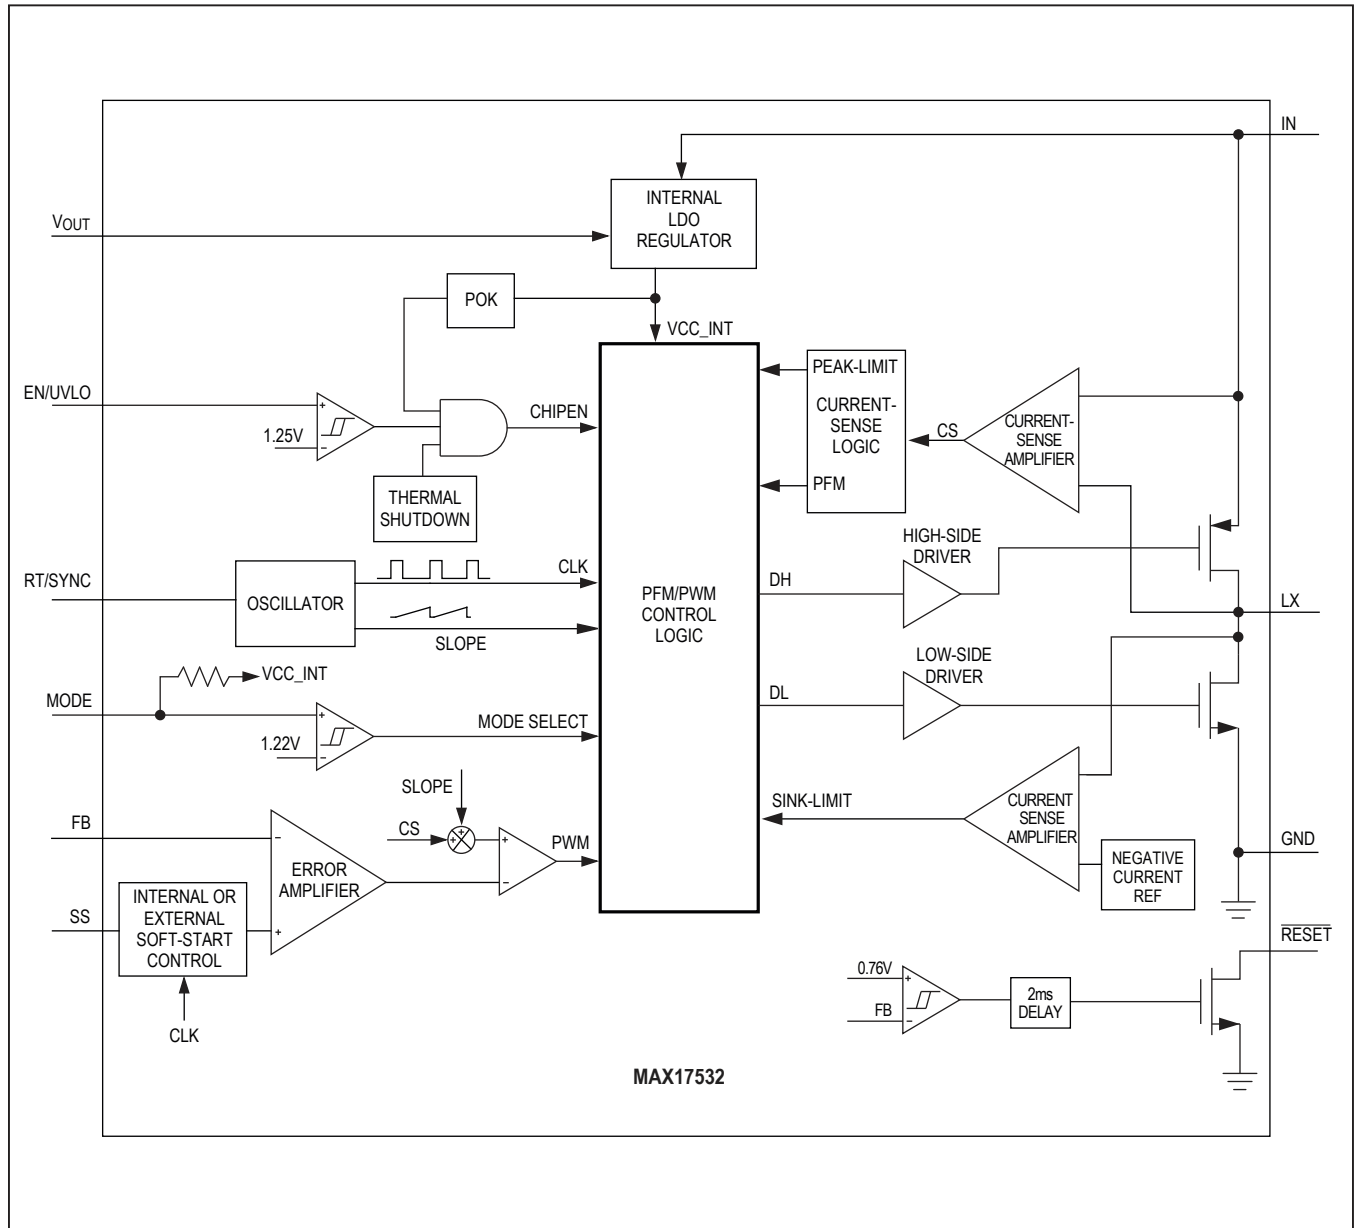 IN
INTERNAL
LDO
REGULATOR
VOUT
POK
VCC_INT
EN/UVLO
+
1.25V
−
CHIPEN
THERMAL
SHUTDOWN
PEAK-LIMIT
CURRENT-
SENSE
LOGIC
PFM
CS
CURRENT-
SENSE
AMPLIFIER
RT/SYNC
OSCILLATOR
CLK
SLOPE
PFM/PWM
CONTROL
LOGIC
HIGH-SIDE
DRIVER
DH
LX
LOW-SIDE
DRIVER
DL
VCC_INT
MODE
+
1.22V
−
MODE SELECT
SLOPE
CS
+
+
+
−
PWM
FB
−
ERROR
AMPLIFIER
+
SS
INTERNAL OR
EXTERNAL
SOFT-START
CONTROL
CLK
SINK-LIMIT
CURRENT
SENSE
AMPLIFIER
NEGATIVE
CURRENT
REF
GND
RESET
0.76V
+
FB
−
2ms
DELAY
MAX17532